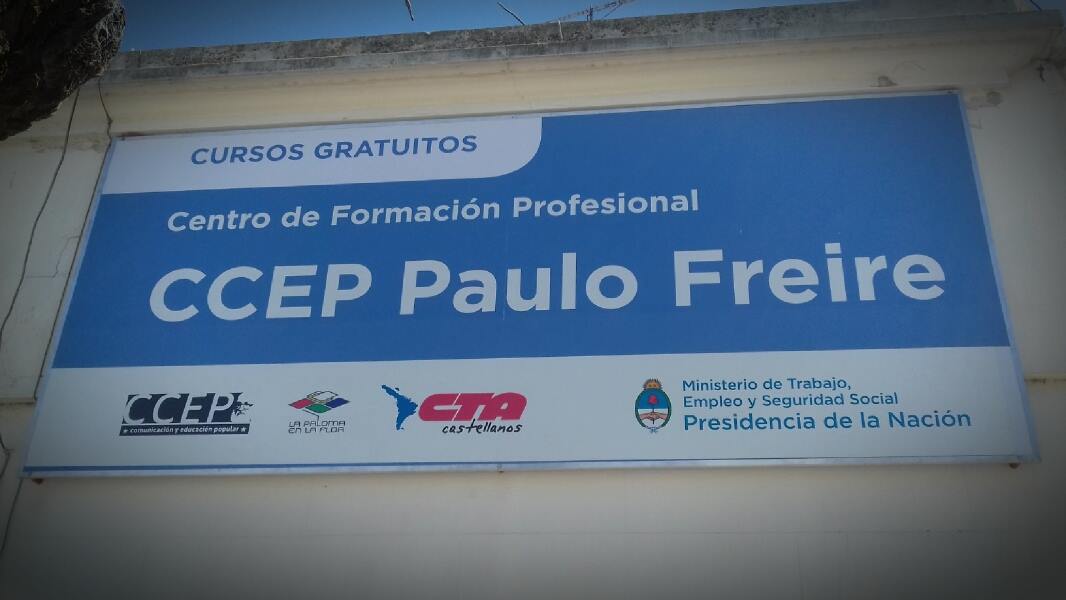 CURSOS GRATUITOS
Centro de Formación Profesional
CCEP Paulo Freire
CCEP
★ comunicación y educación popular ★
LA PALOMA
EN LA FLOR
CTA
castellanos
Ministerio de Trabajo,
Empleo y Seguridad Social
Presidencia de la Nación